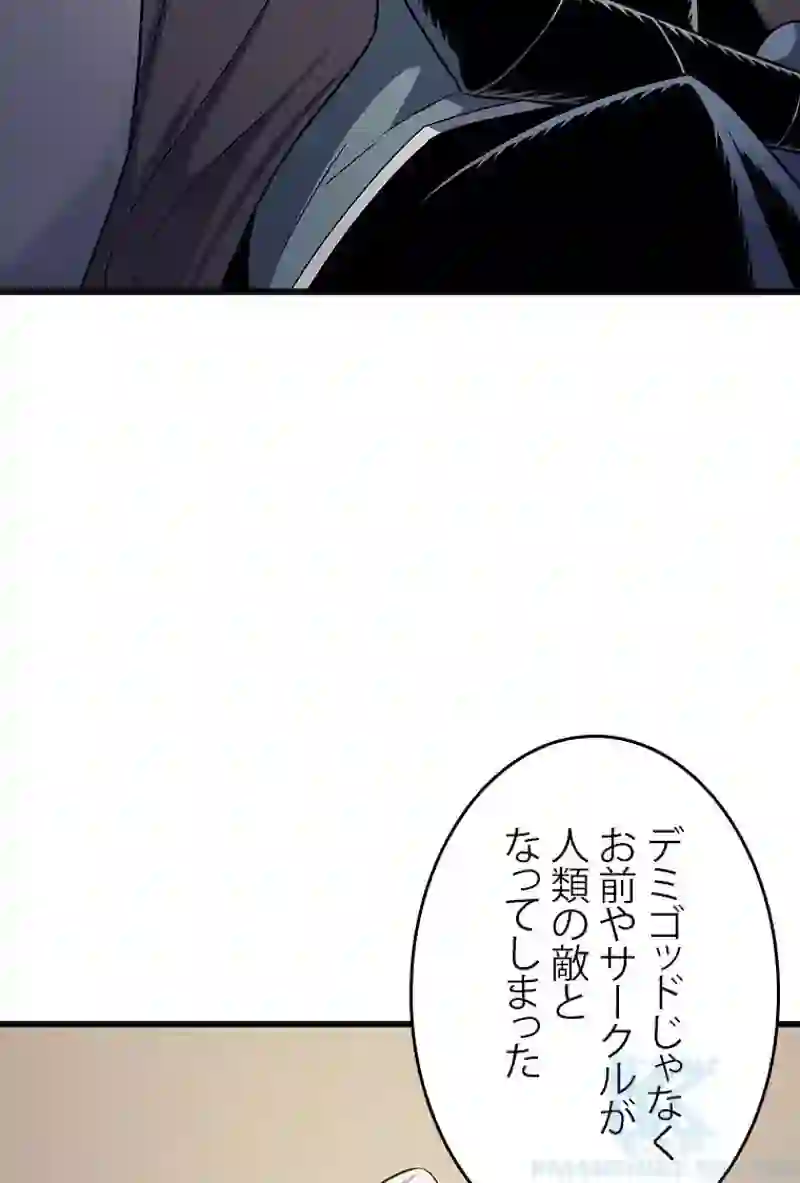 デミゴッドじゃなく
お前やサークルが
人類の敵と
なってしまった